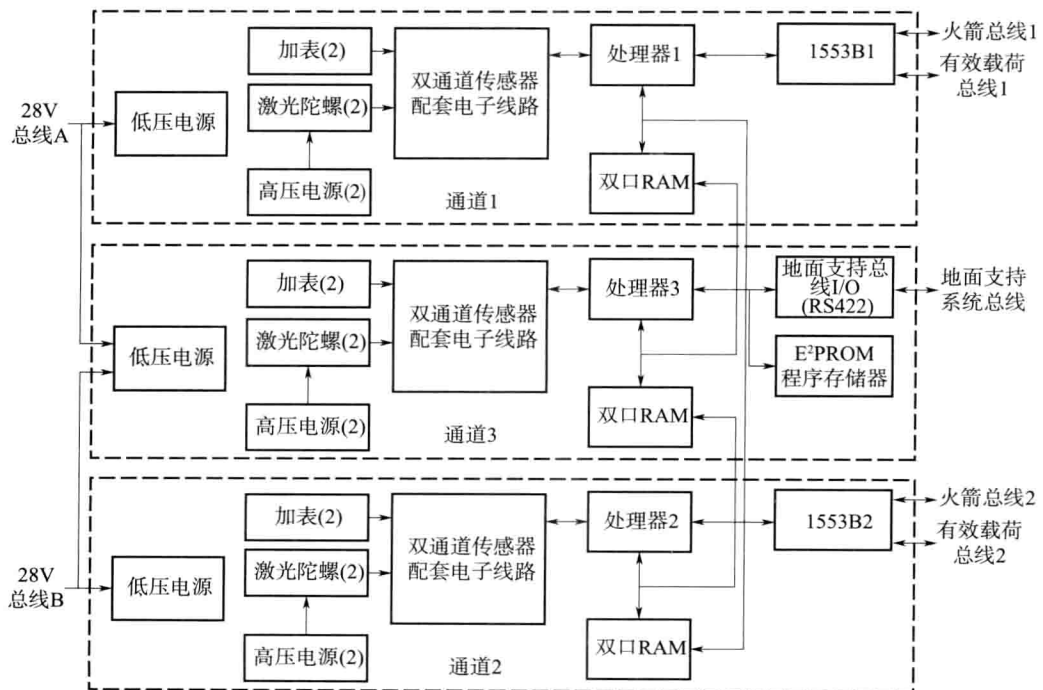 28V
总线A
低压电源
加表(2)
激光陀螺(2)
高压电源(2)
双通道传感器
配套电子线路
通道1
处理器1
双口RAM
1553B1
火箭总线1
有效载荷
总线1
低压电源
加表(2)
激光陀螺(2)
高压电源(2)
双通道传感器
配套电子线路
通道3
处理器3
双口RAM
地面支持总
线I/O
(RS422)
E²PROM
程序存储器
地面支持
系统总线
28V
总线B
低压电源
加表(2)
激光陀螺(2)
高压电源(2)
双通道传感器
配套电子线路
通道2
处理器2
双口RAM
1553B2
火箭总线2
有效载荷
总线2